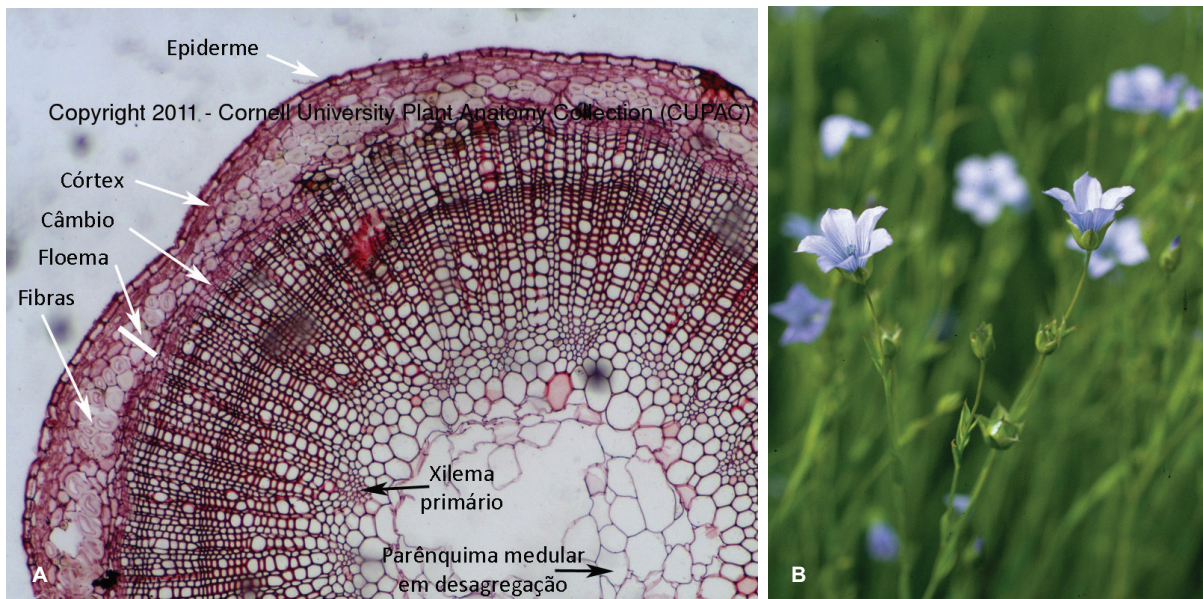 Epiderme
Copyright 2011 - Cornell University Plant Anatomy Collection (CUPAC)
Córtex
Câmbio
Floema
Fibras
Xilema
primário
Parênquima medular
em desagregação
A
B